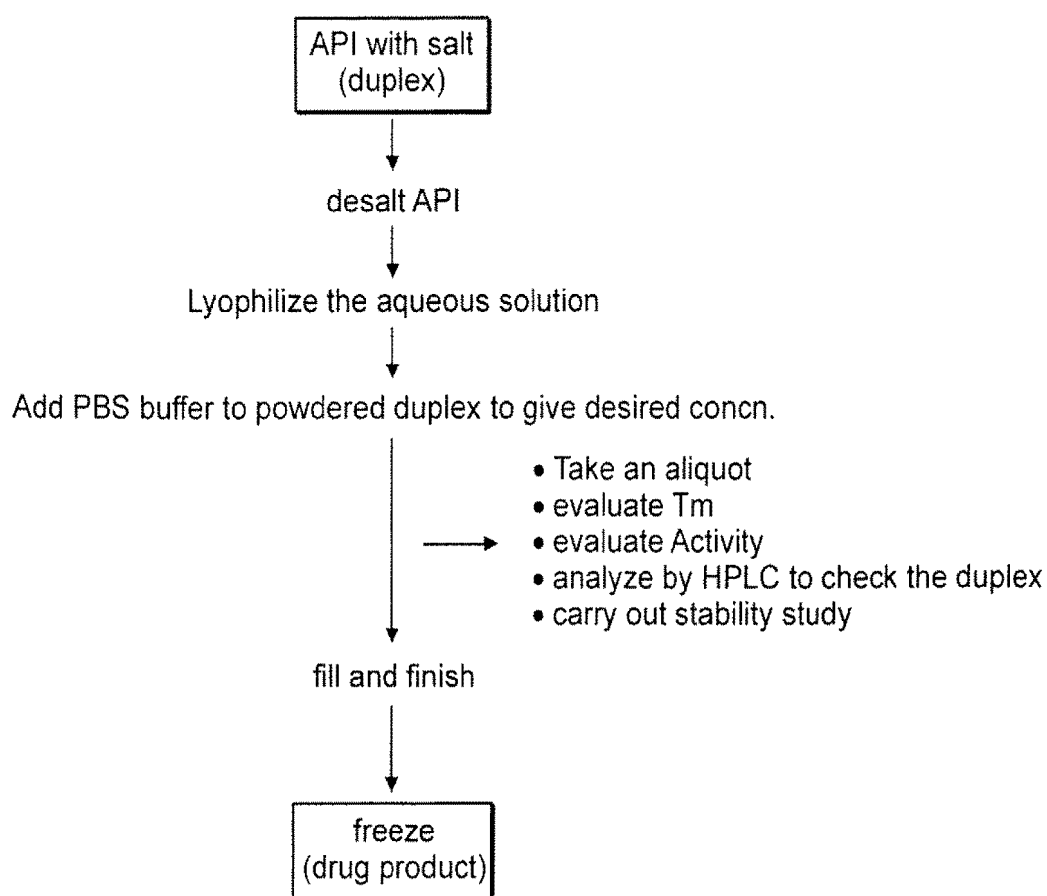 API with salt
(duplex)
desalt API
Lyophilize the aqueous solution
Add PBS buffer to powdered duplex to give desired concn.
• Take an aliquot
• evaluate Tm
• evaluate Activity
• analyze by HPLC to check the duplex
• carry out stability study
fill and finish
freeze
(drug product)